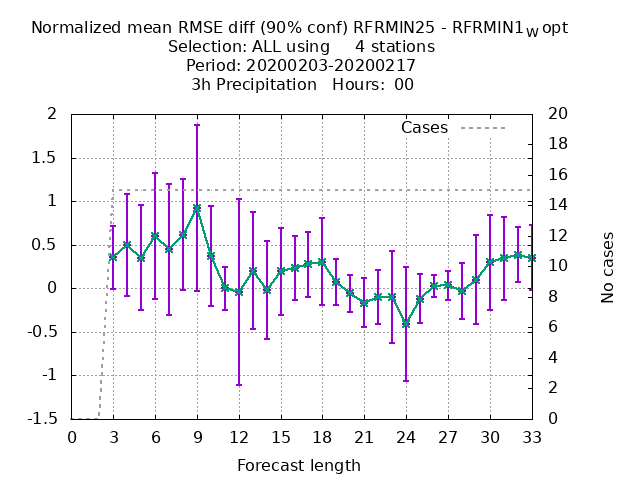 Normalized mean RMSE diff (90% conf) RFRMIN25 - RFRMIN1W opt
Selection: ALL using 4 stations
Period: 20200203-20200217
3h Precipitation Hours: 00
Cases
2
1.5
1
0.5
0
-0.5
-1
-1.5
20
18
16
14
12
10
8
6
4
2
0
No cases
0 3 6 9 12 15 18 21 24 27 30 33
Forecast length